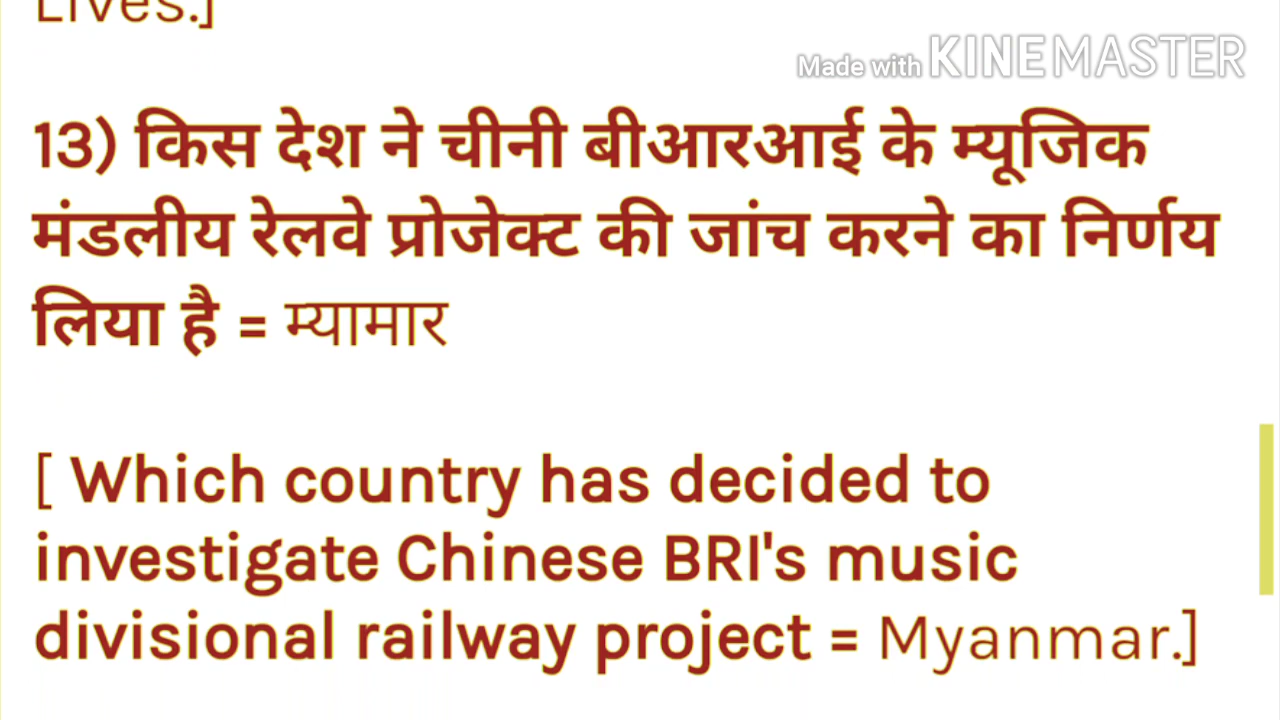 Lives.]
Made with KINEMASTER
13) किस देश ने चीनी बीआरआई के म्यूजिक
मंडलीय रेलवे प्रोजेक्ट की जांच करने का निर्णय
लिया है = म्यामार
[ Which country has decided to
investigate Chinese BRI's music
divisional railway project = Myanmar.]